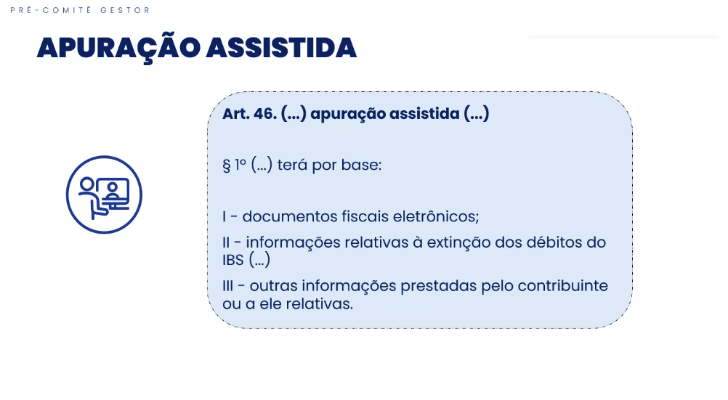 PRÉ-COMITÊ GESTOR
APURAÇÃO ASSISTIDA
Art. 46. (...) apuração assistida (...)
§ 1º (...) terá por base:
I - documentos fiscais eletrônicos;
II - informações relativas à extinção dos débitos do
IBS (...)
III - outras informações prestadas pelo contribuinte
ou a ele relativas.